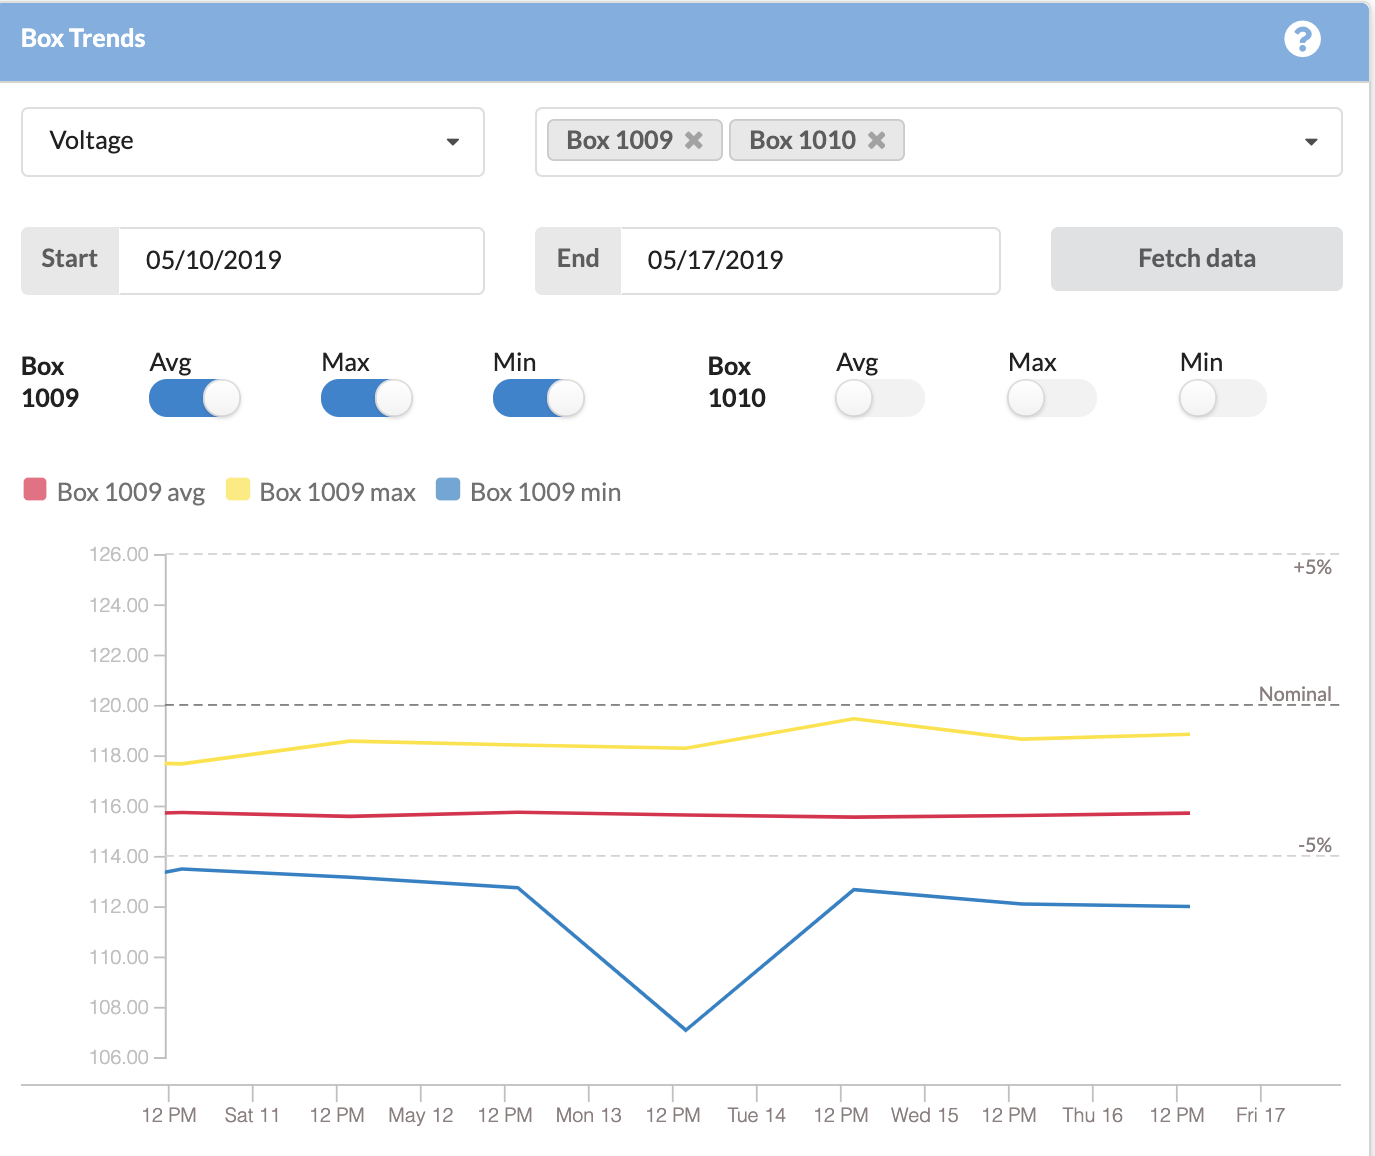 Box Trends
?
Voltage
Box 1009 ✖ Box 1010 ✖
Start 05/10/2019 End 05/17/2019 Fetch data
Box 1009 Avg Max Min Box 1010 Avg Max Min
Box 1009 avg Box 1009 max Box 1009 min
126.00
+5%
124.00
122.00
Nominal
120.00
118.00
116.00
-5%
114.00
112.00
110.00
108.00
106.00
12 PM Sat 11 12 PM May 12 12 PM Mon 13 12 PM Tue 14 12 PM Wed 15 12 PM Thu 16 12 PM Fri 17